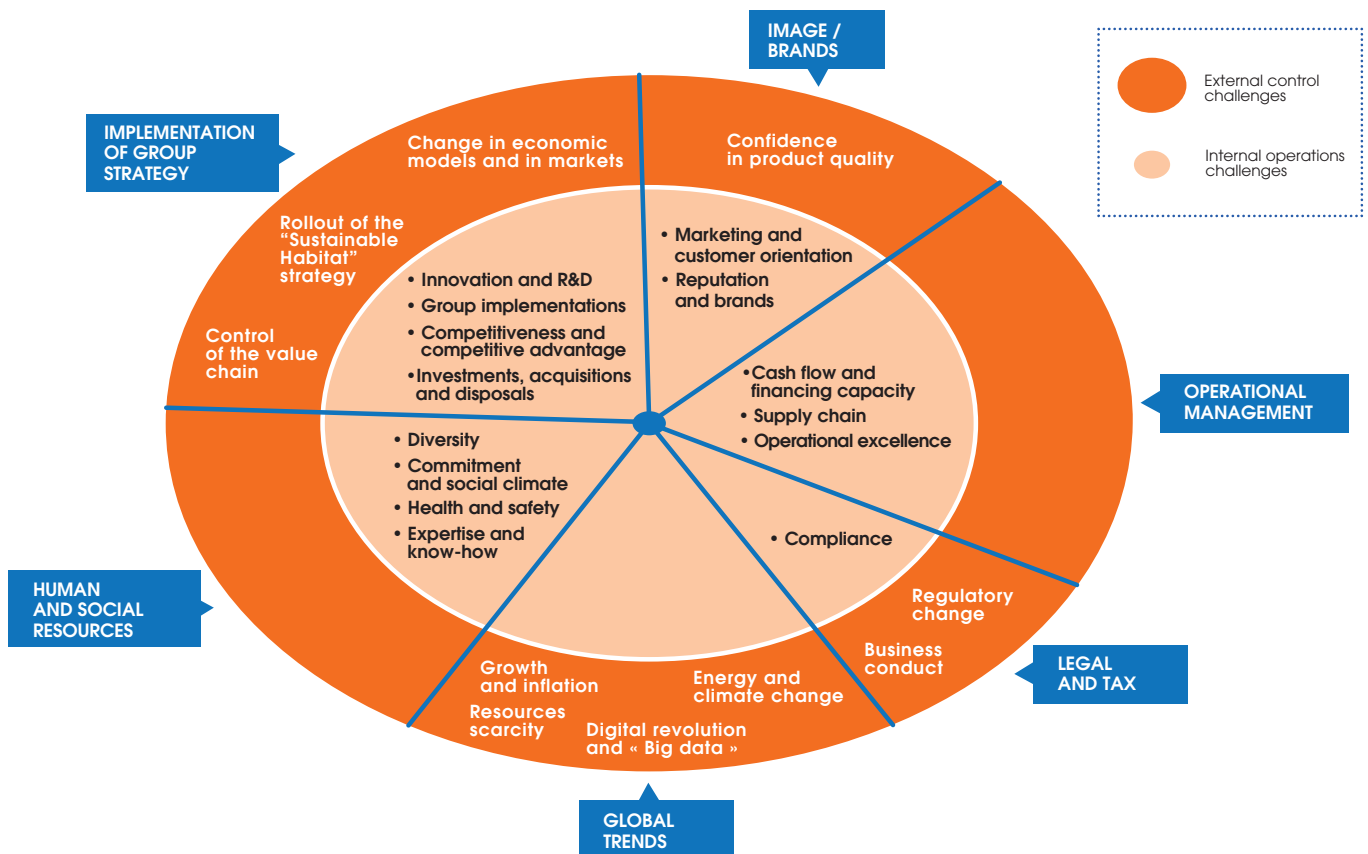 IMAGE /
BRANDS
External control
challenges
Internal operations
challenges
IMPLEMENTATION
OF GROUP
STRATEGY
Change in economic
models and in markets
Confidence
in product quality
Rollout of the
“Sustainable
Habitat”
strategy
Control
of the value
chain
• Innovation and R&D
• Group implementations
• Competitiveness and
competitive advantage
•Investments, acquisitions
and disposals
• Marketing and
customer orientation
• Reputation
and brands
•Cash flow and
financing capacity
• Supply chain
• Operational excellence
OPERATIONAL
MANAGEMENT
• Diversity
• Commitment
and social climate
• Health and safety
• Expertise and
know-how
• Compliance
HUMAN
AND SOCIAL
RESOURCES
Regulatory
change
Business
conduct
LEGAL
AND TAX
Growth
and inflation
Resources
scarcity
Energy and
climate change
Digital revolution
and « Big data »
GLOBAL
TRENDS